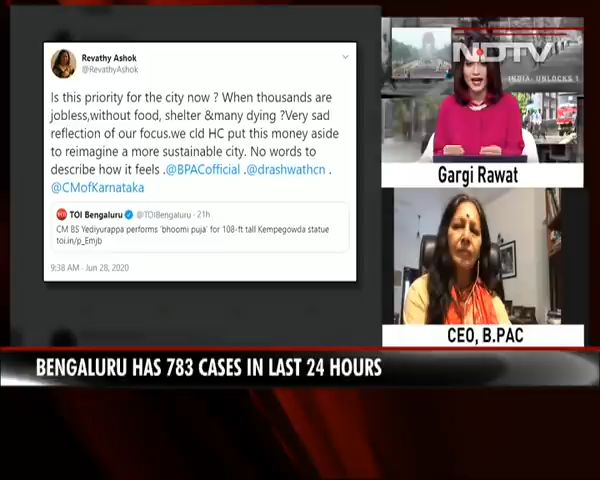 Revathy Ashok
@RevathyAshok
Is this priority for the city now ? When thousands are
jobless,without food, shelter &many dying ?Very sad
reflection of our focus.we cld HC put this money aside
to reimagine a more sustainable city. No words to
describe how it feels .@BPACofficial .@drashwathcn .
@CMofKarnataka
TOI Bengaluru @TOIBengaluru · 21h
CM BS Yediyurappa performs 'bhoomi puja' for 108-ft tall Kempegowda statue
toi.in/p_Emjb
9:38 AM - Jun 28, 2020
NDTV
INDIA UNLOCKS 1
Gargi Rawat
CEO, B.PAC
BENGALURU HAS 783 CASES IN LAST 24 HOURS